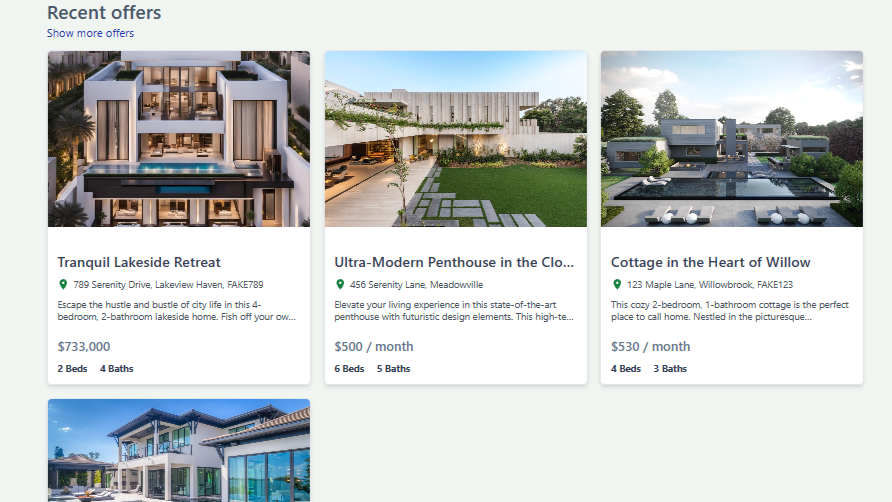 Recent offers
Show more offers
Tranquil Lakeside Retreat
789 Serenity Drive, Lakeview Haven, FAKE789
Escape the hustle and bustle of city life in this 4-
bedroom, 2-bathroom lakeside home. Fish off your ow...
$733,000
2 Beds 4 Baths
Ultra-Modern Penthouse in the Clo...
456 Serenity Lane, Meadowville
Elevate your living experience in this state-of-the-art
penthouse with futuristic design elements. This high-te...
$500 / month
6 Beds 5 Baths
Cottage in the Heart of Willow
123 Maple Lane, Willowbrook, FAKE123
This cozy 2-bedroom, 1-bathroom cottage is the perfect
place to call home. Nestled in the picturesque...
$530 / month
4 Beds 3 Baths